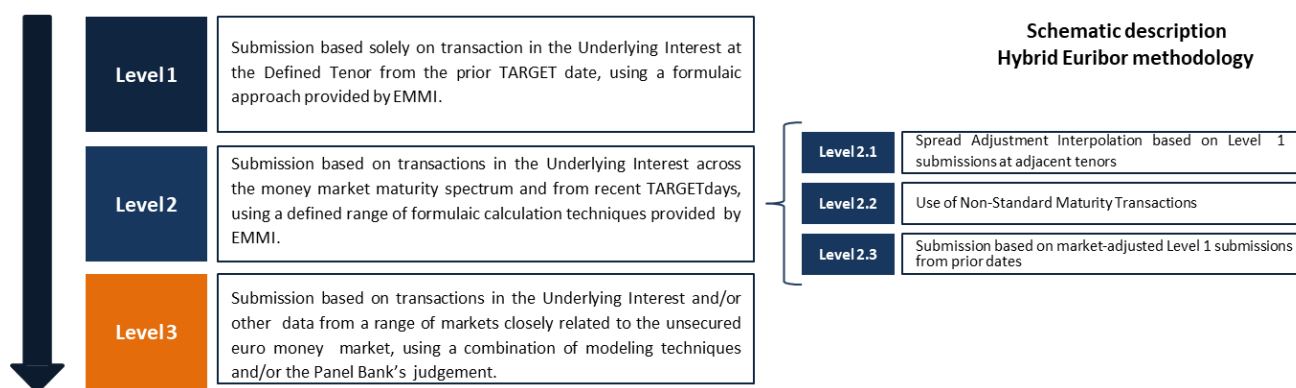 Schematic description
Hybrid Euribor methodology
Level 1
Submission based solely on transaction in the Underlying Interest at
the Defined Tenor from the prior TARGET date, using a formulaic
approach provided by EMMI.
Level 2
Submission based on transactions in the Underlying Interest across
the money market maturity spectrum and from recent TARGETdays,
using a defined range of formulaic calculation techniques provided by
EMMI.
Level 2.1
Spread Adjustment Interpolation based on Level 1
submissions at adjacent tenors
Level 2.2
Use of Non-Standard Maturity Transactions
Level 2.3
Submission based on market-adjusted Level 1 submissions
from prior dates
Level 3
Submission based on transactions in the Underlying Interest and/or
other data from a range of markets closely related to the unsecured
euro money market, using a combination of modeling techniques
and/or the Panel Bank's judgement.